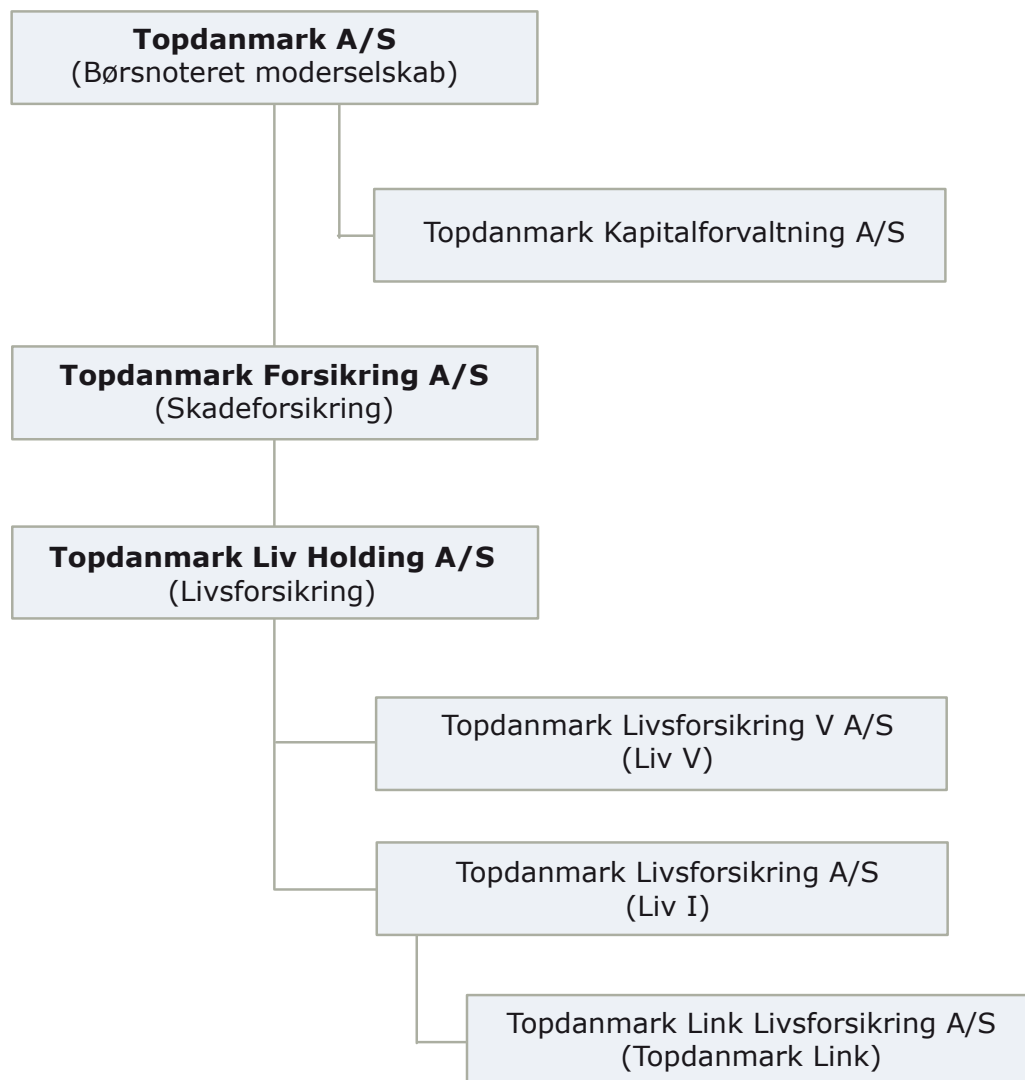 Topdanmark A/S
(Børsnoteret moderselskab)
Topdanmark Kapitalforvaltning A/S
Topdanmark Forsikring A/S
(Skadeforsikring)
Topdanmark Liv Holding A/S
(Livsforsikring)
Topdanmark Livsforsikring V A/S
(Liv V)
Topdanmark Livsforsikring A/S
(Liv I)
Topdanmark Link Livsforsikring A/S
(Topdanmark Link)